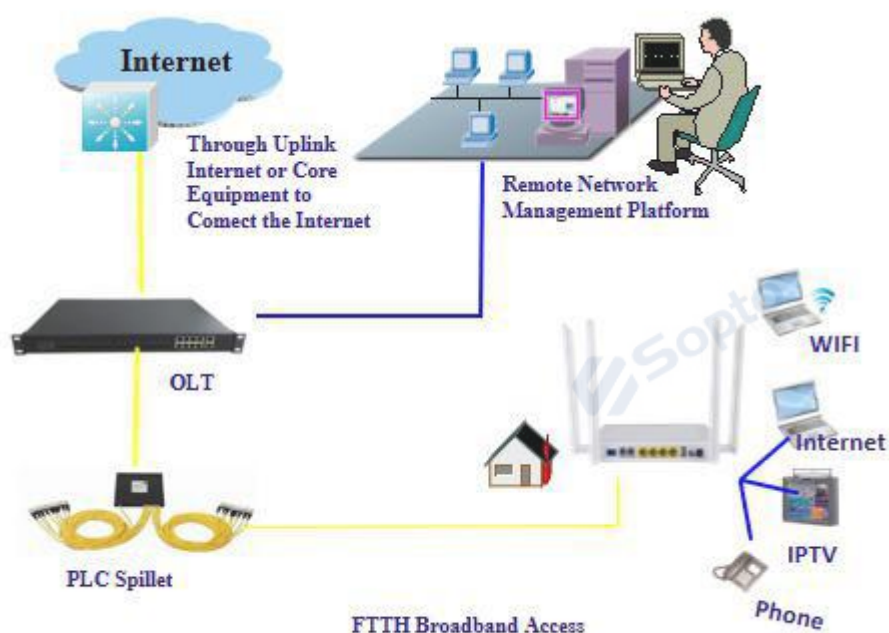 Internet
Through Uplink
Internet or Core
Equipment to
Comect the Internet
Remote Network
Management Platform
OLT
Sopto
WIFI
Internet
IPTV
Phone
PLC Spillet
FTTH Broadband Access